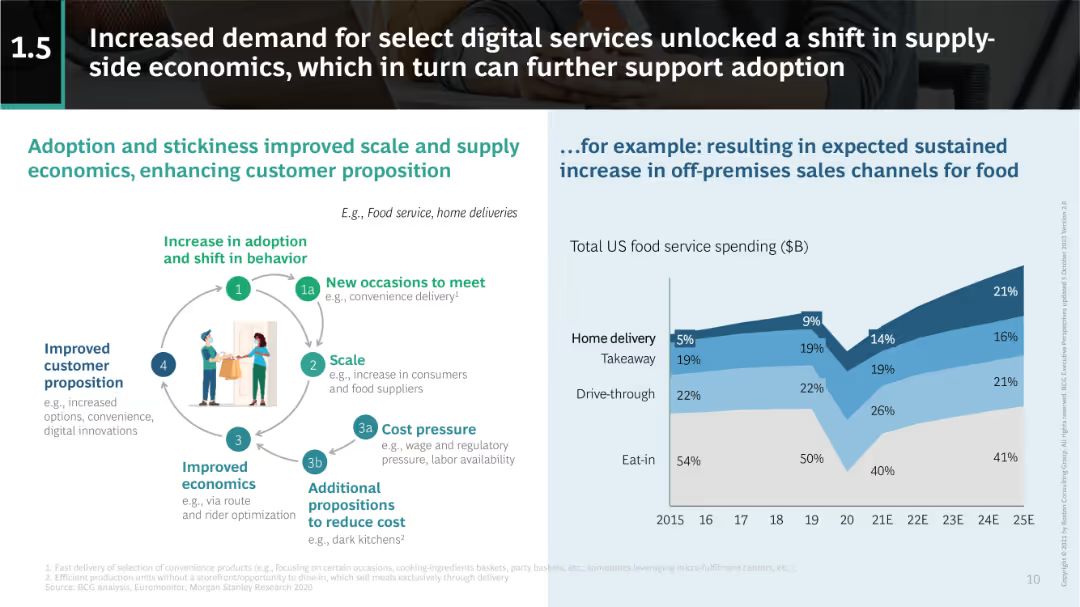 1.5
Increased demand for select digital services unlocked a shift in supply-
side economics, which in turn can further support adoption
Adoption and stickiness improved scale and supply
economics, enhancing customer proposition
E.g., Food service, home deliveries
Increase in adoption
and shift in behavior
1
1a
New occasions to meet
e.g., convenience delivery¹
2
Scale
e.g., increase in consumers
and food suppliers
3a
Cost pressure
e.g., wage and regulatory
pressure, labor availability
3b
Additional
propositions
to reduce cost
e.g., dark kitchens²
3
Improved
economics
e.g., via route
and rider optimization
4
Improved
customer
proposition
e.g., increased
options, convenience,
digital innovations
...for example: resulting in expected sustained
increase in off-premises sales channels for food
Total US food service spending ($B)
Home delivery 5% 9% 14% 21%
Takeaway 19% 19% 19% 16%
Drive-through 22% 22% 26% 21%
Eat-in 54% 50% 40% 41%
2015 16 17 18 19 20 21E 22E 23E 24E 25E
1. Fast delivery of selection of convenience products (e.g., focusing on certain occasions, cooking-ingredients baskets, party baskets, etc., sometimes leveraging micro-fulfilment centers, etc.)
2. Efficient production units without a storefront/opportunity to dine-in, which sell meals exclusively through delivery
Source: BCG analysis, Euromonitor, Morgan Stanley Research 2020
10
Copyright © 2021 by Boston Consulting Group. All rights reserved. BCG Executive Perspectives updated 5 October 2021 Version 2.0